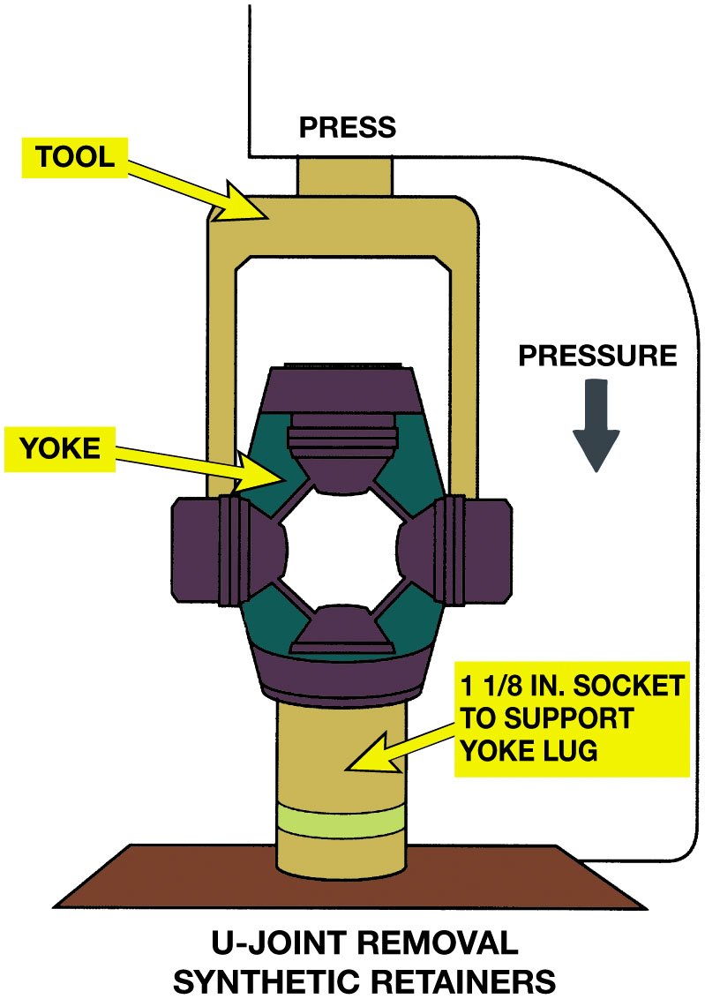 PRESS
TOOL
PRESSURE
YOKE
1 1/8 IN. SOCKET
TO SUPPORT
YOKE LUG
U-JOINT REMOVAL
SYNTHETIC RETAINERS